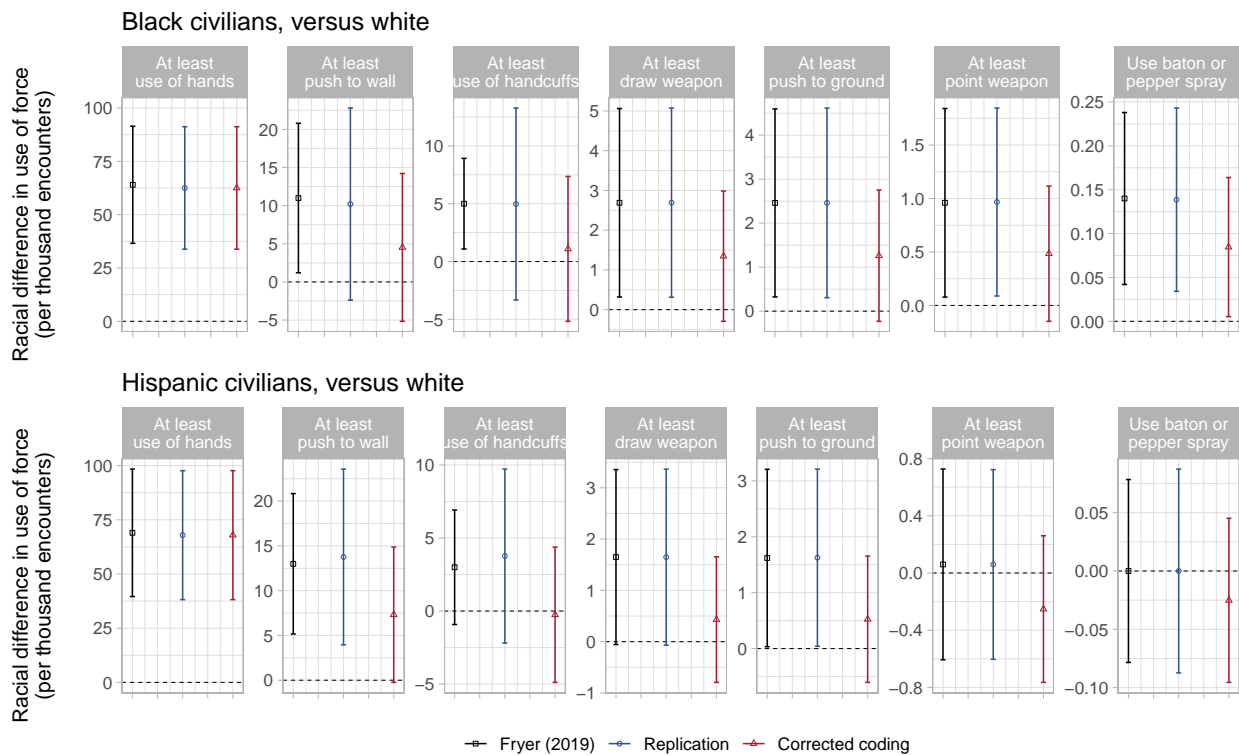 Black civilians, versus white
At least
use of hands
At least
push to wall
At least
use of handcuffs
At least
draw weapon
At least
push to ground
At least
point weapon
Use baton or
pepper spray
Racial difference in use of force
(per thousand encounters)
100
75
50
25
0
20
15
10
5
0
−5
10
5
0
−5
5
4
3
2
1
0
4
3
2
1
0
1.5
1.0
0.5
0.0
0.25
0.20
0.15
0.10
0.05
0.00
Hispanic civilians, versus white
At least
use of hands
At least
push to wall
At least
use of handcuffs
At least
draw weapon
At least
push to ground
At least
point weapon
Use baton or
pepper spray
Racial difference in use of force
(per thousand encounters)
100
75
50
25
0
20
15
10
5
0
10
5
0
−5
3
2
1
0
−1
3
2
1
0
0.8
0.4
0.0
−0.4
−0.8
0.05
0.00
−0.05
−0.10
Fryer (2019) Replication Corrected coding